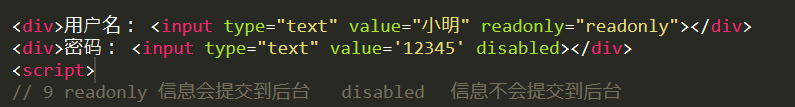 <div>用户名： <input type="text" value="小明" readonly="readonly"></div>
<div>密码： <input type="text" value='12345' disabled></div>
<script>
// 9 readonly 信息会提交到后台   disabled  信息不会提交到后台